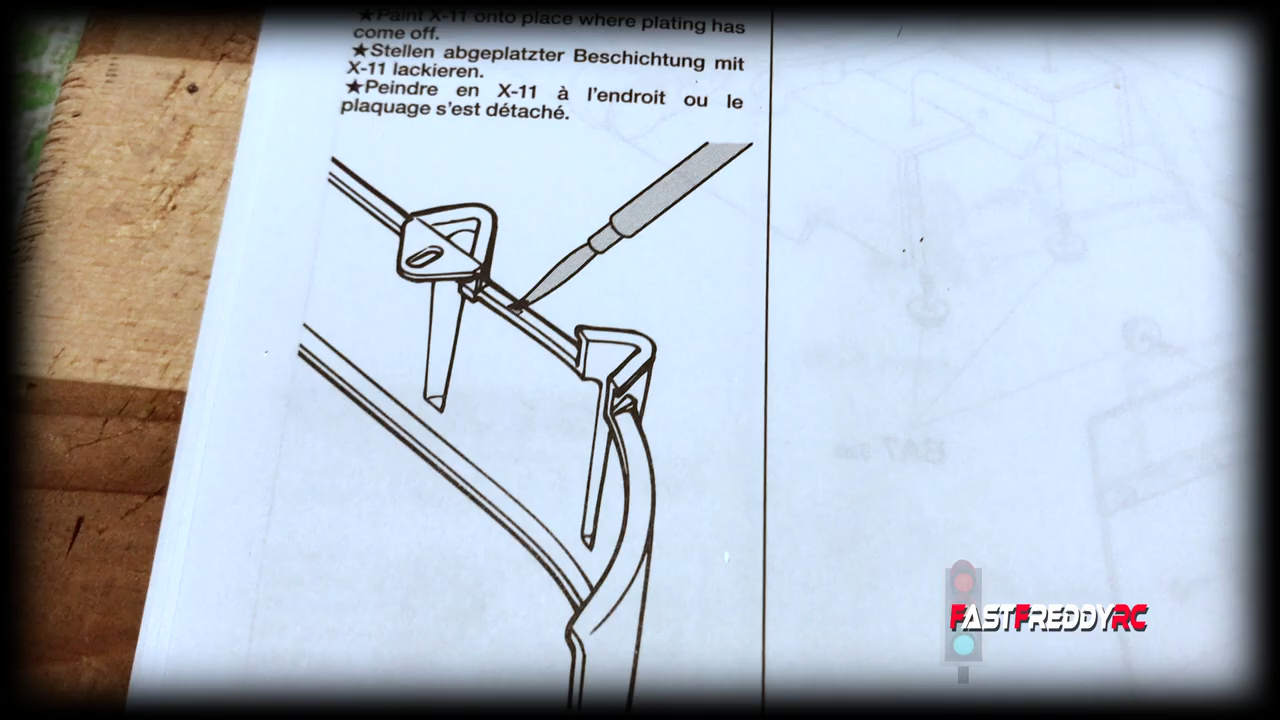 ★Paint X-11 onto place where plating has
come off.
★Stellen abgeplatzter Beschichtung mit
X-11 lackieren.
★Peindre en X-11 à l'endroit ou le
plaquage s'est détaché.
FASTFREDDYRC